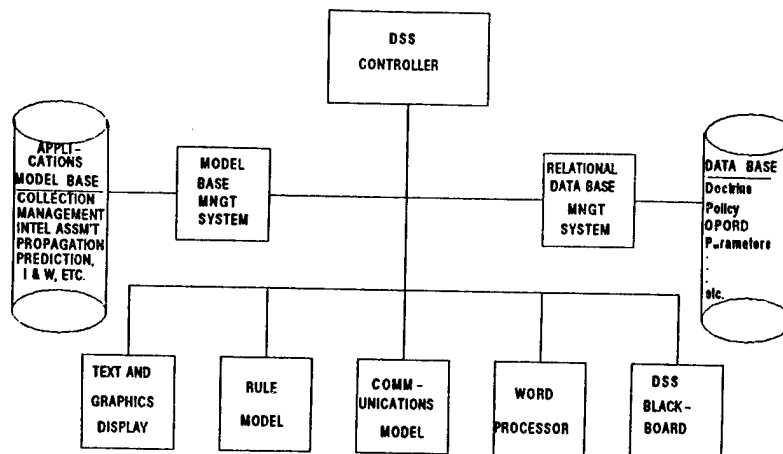 DSS
CONTROLLER
APPLI-
CATIONS
MODEL BASE
COLLECTION
MANAGEMENT
INTEL ASSM'T
PROPAGATION
PREDICTION,
I & W, ETC.
MODEL
BASE
MNGT
SYSTEM
RELATIONAL
DATA BASE
MNGT
SYSTEM
DATA BASE
Doctrine
Policy
OPORD
Parameters
.
.
.
etc.
TEXT AND
GRAPHICS
DISPLAY
RULE
MODEL
COMM-
UNICATIONS
MODEL
WORD
PROCESSOR
DSS
BLACK-
BOARD